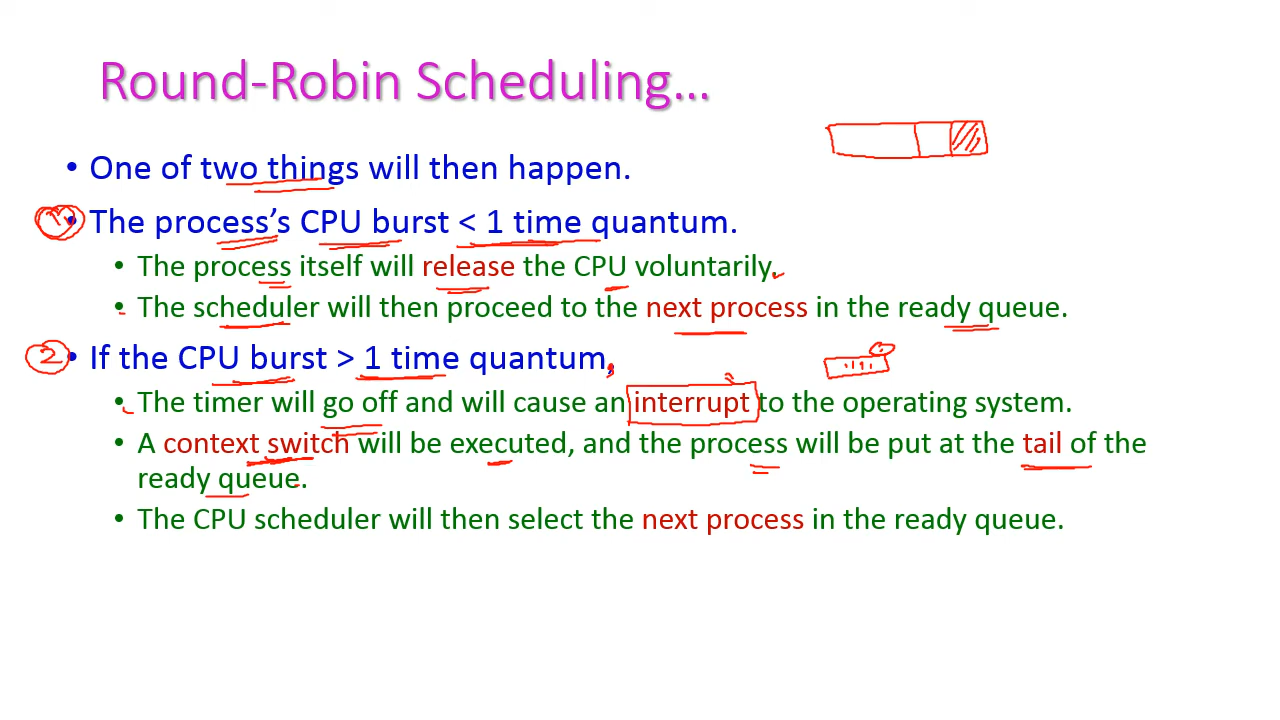 Round-Robin Scheduling...
• One of two things will then happen.
• The process's CPU burst < 1 time quantum.
• The process itself will release the CPU voluntarily.
• The scheduler will then proceed to the next process in the ready queue.
2 • If the CPU burst > 1 time quantum,
• The timer will go off and will cause an interrupt to the operating system.
• A context switch will be executed, and the process will be put at the tail of the
ready queue.
• The CPU scheduler will then select the next process in the ready queue.